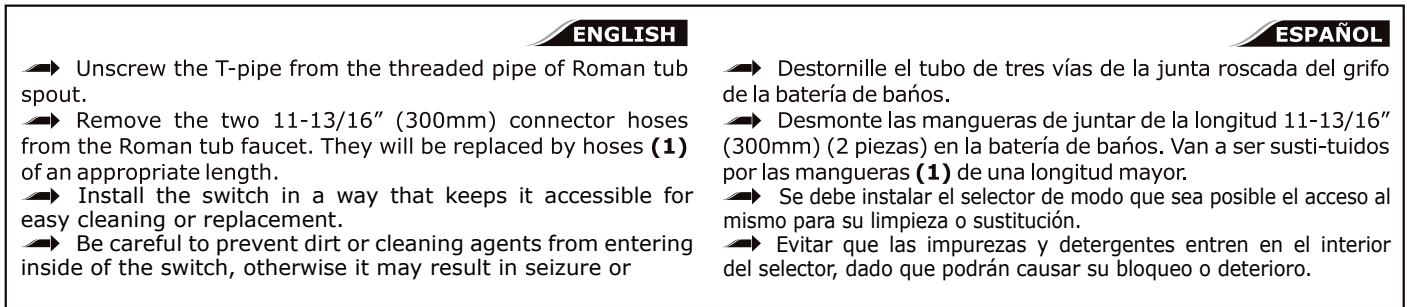 ENGLISH
Unscrew the T-pipe from the threaded pipe of Roman tub
spout.
Remove the two 11-13/16” (300mm) connector hoses
from the Roman tub faucet. They will be replaced by hoses (1)
of an appropriate length.
Install the switch in a way that keeps it accessible for
easy cleaning or replacement.
Be careful to prevent dirt or cleaning agents from entering
inside of the switch, otherwise it may result in seizure or
ESPAÑOL
Destornille el tubo de tres vías de la junta roscada del grifo
de la batería de bańos.
Desmonte las mangueras de juntar de la longitud 11-13/16”
(300mm) (2 piezas) en la batería de bańos. Van a ser susti-tuidos
por las mangueras (1) de una longitud mayor.
Se debe instalar el selector de modo que sea posible el acceso al
mismo para su limpieza o sustitución.
Evitar que las impurezas y detergentes entren en el interior
del selector, dado que podrán causar su bloqueo o deterioro.